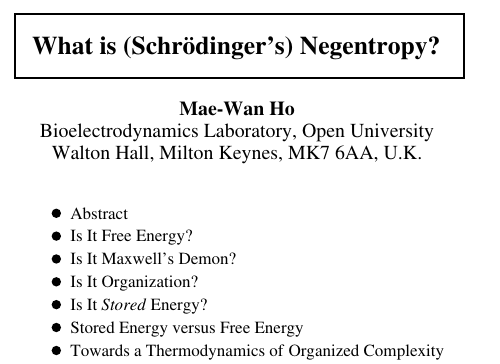 What is (Schrödinger's) Negentropy?
Mae-Wan Ho
Bioelectrodynamics Laboratory, Open University
Walton Hall, Milton Keynes, MK7 6AA, U.K.
● Abstract
● Is It Free Energy?
● Is It Maxwell's Demon?
● Is It Organization?
● Is It Stored Energy?
● Stored Energy versus Free Energy
● Towards a Thermodynamics of Organized Complexity